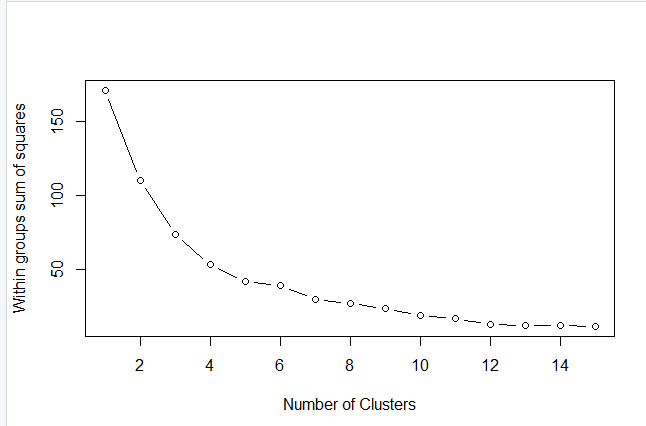 Within groups sum of squares
150
100
50
2 4 6 8 10 12 14
Number of Clusters